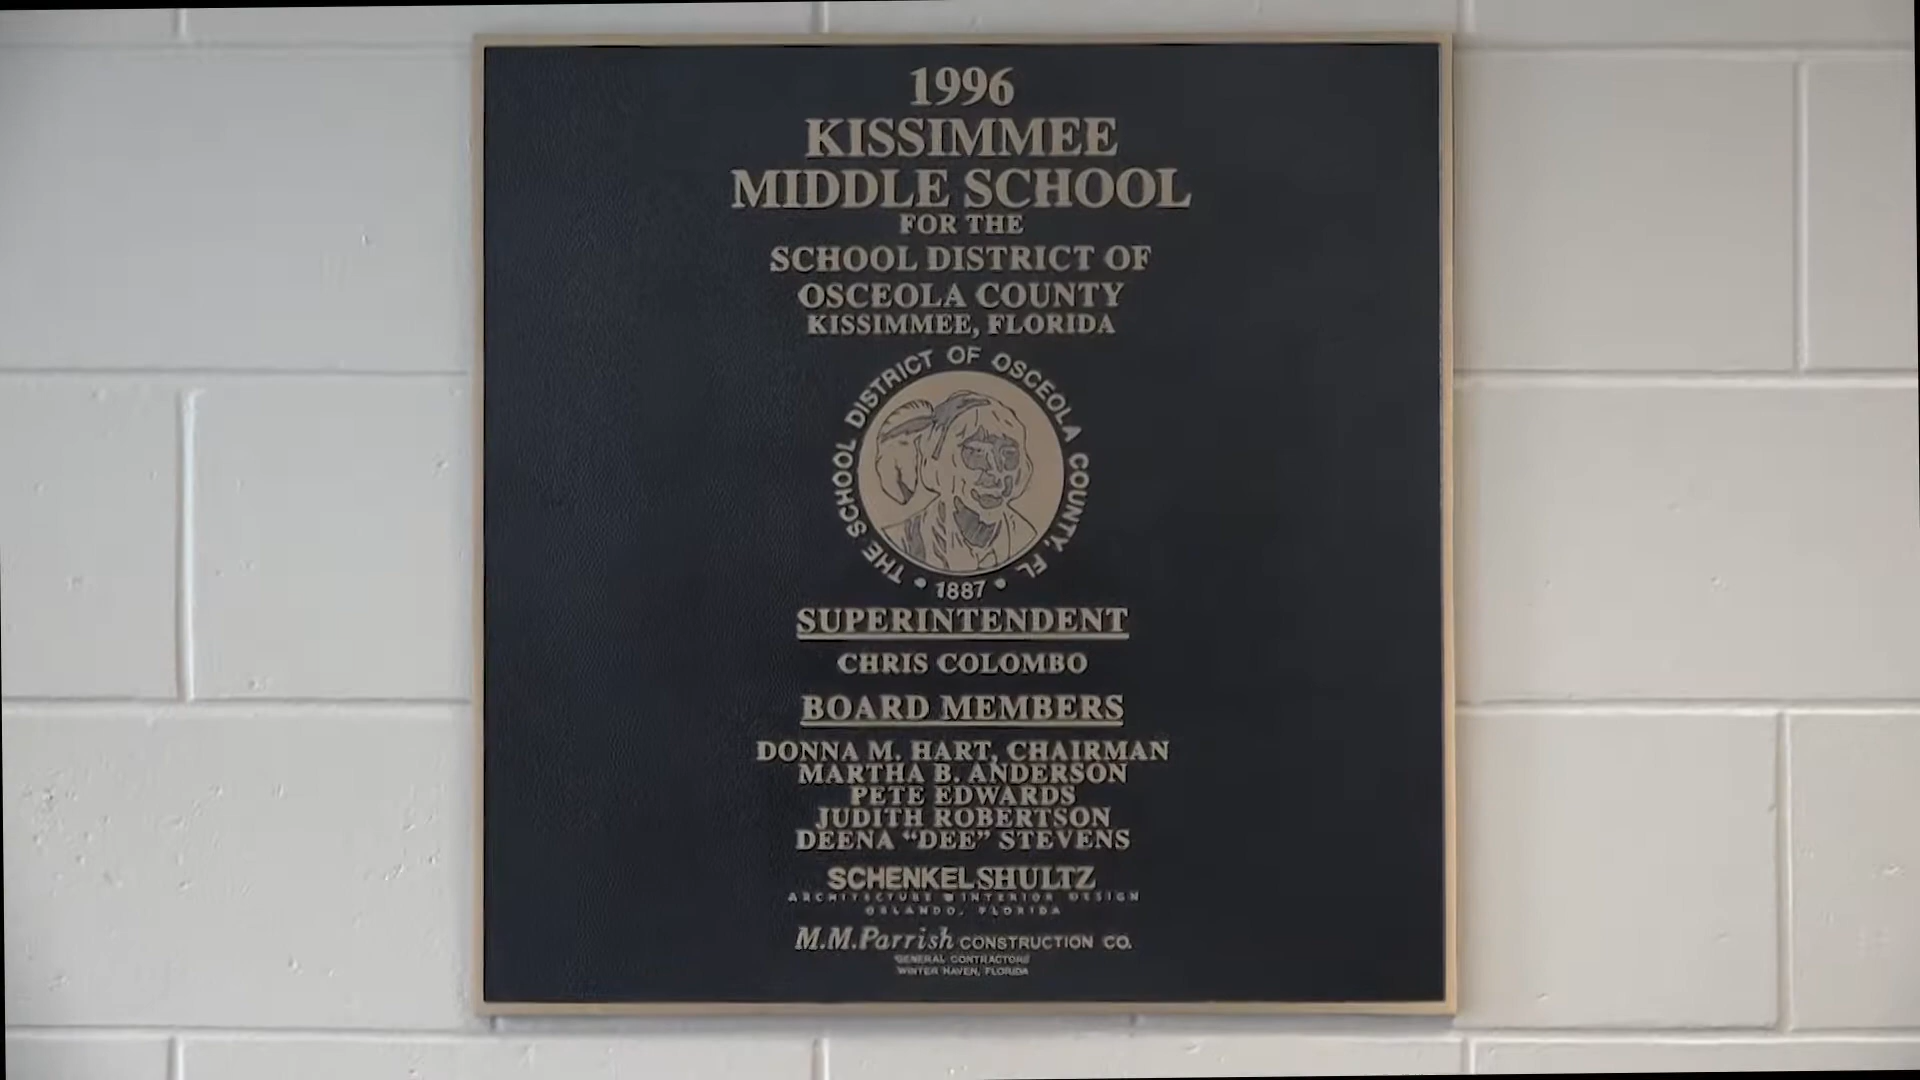 1996
KISSIMMEE
MIDDLE SCHOOL
FOR THE
SCHOOL DISTRICT OF
OSCEOLA COUNTY
KISSIMMEE, FLORIDA
THE SCHOOL DISTRICT OF OSCEOLA COUNTY, FL
• 1887 •
SUPERINTENDENT
CHRIS COLOMBO
BOARD MEMBERS
DONNA M. HART, CHAIRMAN
MARTHA B. ANDERSON
PETE EDWARDS
JUDITH ROBERTSON
DEENA “DEE” STEVENS
SCHENKELSHULTZ
ARCHITECTURE ■ INTERIOR DESIGN
ORLANDO, FLORIDA
M.M.Parrish CONSTRUCTION CO.
GENERAL CONTRACTORS
WINTER HAVEN, FLORIDA